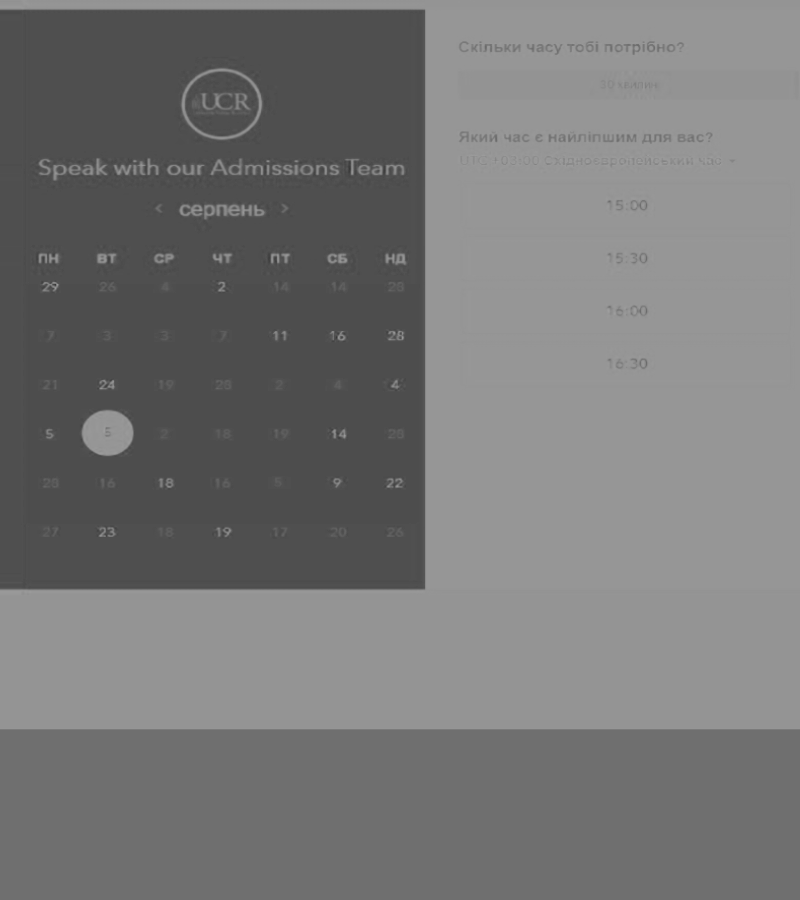 UCR
Speak with our Admissions Team
< серпень >
ПН ВТ СР ЧТ ПТ СБ НД
29 26 4 2 14 14 28
7 3 3 7 11 16 28
21 24 19 28 2 4 4
5 5 2 18 19 14 28
28 16 18 16 9 22
27 23 18 19 17 20 26
Скільки часу тобі потрібно?
30 хвилин
Який час є найліпшим для вас?
UTC +03:00 Східноєвропейський час
15:00
15:30
16:00
16:30